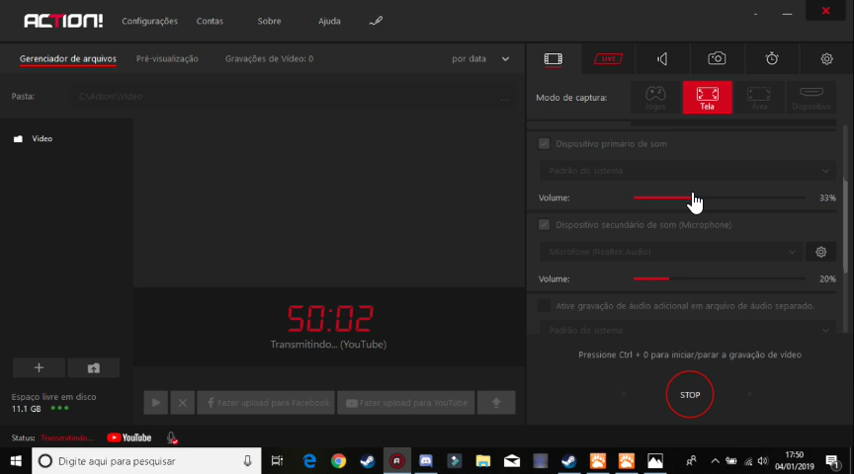 ACTION! Configurações Contas Sobre Ajuda
Gerenciador de arquivos Pré-visualização Gravações de Vídeo: 0 por data
LIVE
Pasta: C:\Action!\Video ...
Modo de captura: Jogos Tela Área Dispositivo
Video
Dispositivo primário de som
Padrão do sistema
Volume: 33%
Dispositivo secundário de som (Microphone)
Microfone (Realtek Audio)
Volume: 20%
Ative gravação de áudio adicional em arquivo de áudio separado.
Padrão do sistema
50:02
Transmitindo... (YouTube)
Pressione Ctrl + 0 para iniciar/parar a gravação de vídeo
STOP
Espaço livre em disco
11.1 GB
Fazer upload para Facebook Fazer upload para YouTube
Status: Transmitindo... YouTube
Digite aqui para pesquisar
17:50
04/01/2019
1